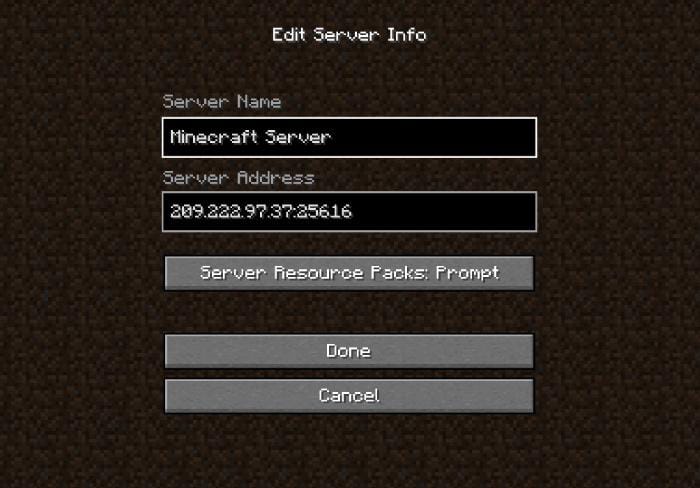 Edit Server Info
Server Name
Minecraft Server
Server Address
209.222.97.37:25616
Server Resource Packs: Prompt
Done
Cancel